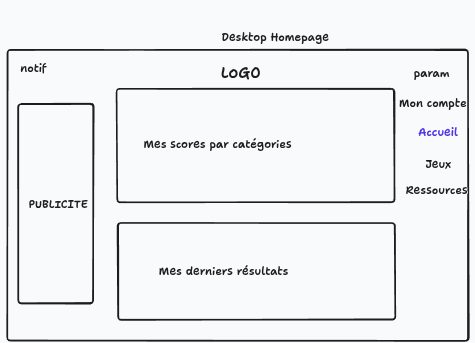 Desktop Homepage
notif
LOGO
param
Mon compte
Accueil
Jeux
Ressources
Mes scores par catégories
PUBLICITE
Mes derniers résultats